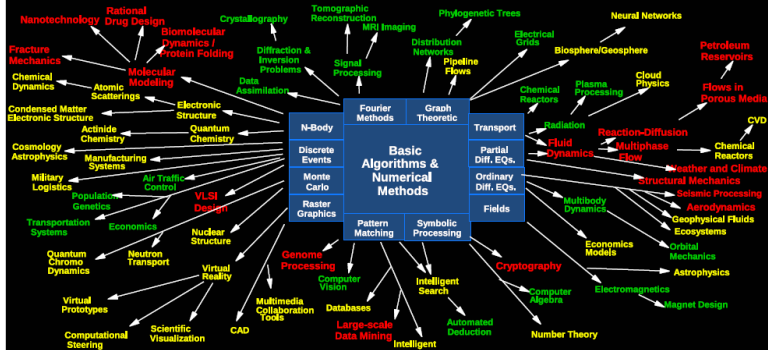 Nanotechnology
Rational
Drug Design
Crystallography
Tomographic
Reconstruction
MRI Imaging
Phylogenetic Trees
Neural Networks
Biomolecular
Dynamics /
Protein Folding
Diffraction &
Inversion
Problems
Signal
Processing
Distribution
Networks
Pipeline
Flows
Electrical
Grids
Biosphere/Geosphere
Petroleum
Reservoirs
Fracture
Mechanics
Molecular
Modeling
Data
Assimilation
Chemical
Reactors
Plasma
Processing
Cloud
Physics
Flows in
Porous Media
Chemical
Dynamics
Atomic
Scatterings
Condensed Matter
Electronic Structure
Electronic
Structure
Fourier
Methods
Graph
Theoretic
Radiation
Reaction-Diffusion
CVD
Actinide
Chemistry
Quantum
Chemistry
N-Body
Transport
Fluid
Dynamics
Multiphase
Flow
Chemical
Reactors
Cosmology
Astrophysics
Manufacturing
Systems
Discrete
Events
Basic
Algorithms &
Numerical
Methods
Partial
Diff. EQs.
Weather and Climate
Structural Mechanics
Military
Logistics
Air Traffic
Control
Monte
Carlo
Ordinary
Diff. EQs.
Seismic Processing
Population
Genetics
VLSI
Design
Raster
Graphics
Fields
Multibody
Dynamics
Aerodynamics
Geophysical Fluids
Ecosystems
Transportation
Systems
Economics
Nuclear
Structure
Pattern
Matching
Symbolic
Processing
Economics
Models
Orbital
Mechanics
Quantum
Chromo
Dynamics
Neutron
Transport
Virtual
Reality
Genome
Processing
Computer
Vision
Intelligent
Search
Cryptography
Astrophysics
Computer
Algebra
Electromagnetics
Magnet Design
Virtual
Prototypes
Multimedia
Collaboration
Tools
Databases
Computational
Steering
Scientific
Visualization
CAD
Large-scale
Data Mining
Intelligent
Automated
Deduction
Number Theory